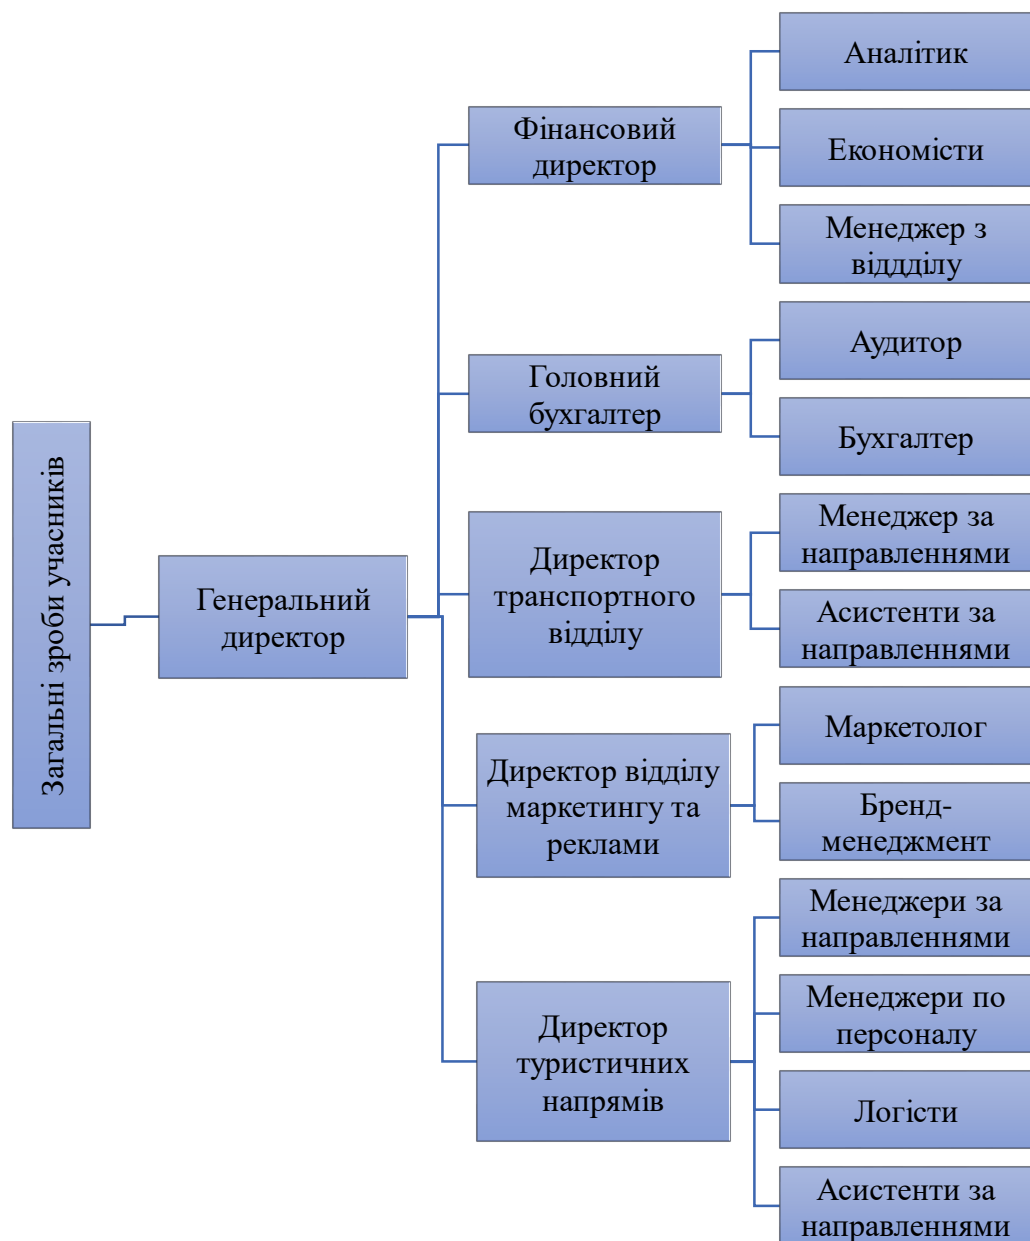 Загальні зроби учасників
Генеральний
директор
Фінансовий
директор
Аналітик
Економісти
Менеджер з
віддділу
Головний
бухгалтер
Аудитор
Бухгалтер
Директор
транспортного
відділу
Менеджер за
направленнями
Асистенти за
направленнями
Директор відділу
маркетингу та
реклами
Маркетолог
Бренд-
менеджмент
Директор
туристичних
напрямів
Менеджери за
направленнями
Менеджери по
персоналу
Логісти
Асистенти за
направленнями